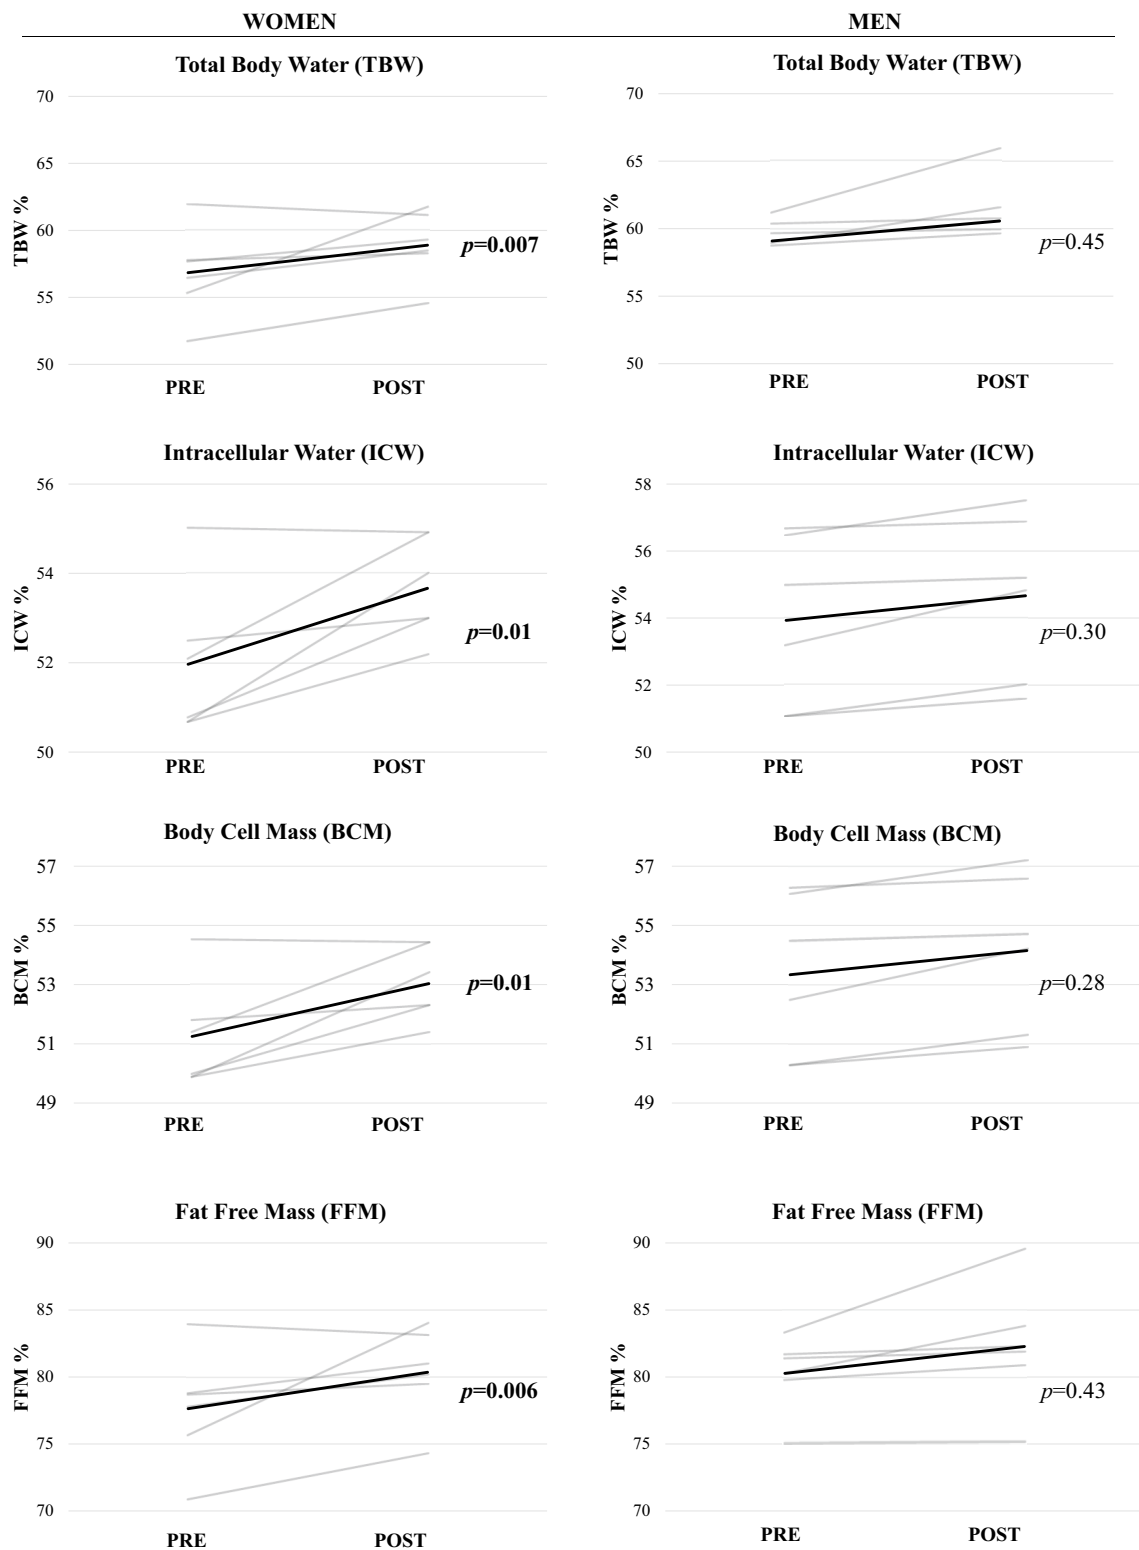 WOMEN
MEN
Total Body Water (TBW)
70
65
60
55
50
TBW %
p=0.007
PRE
POST
Total Body Water (TBW)
70
65
60
55
50
TBW %
p=0.45
PRE
POST
Intracellular Water (ICW)
56
54
52
50
ICW %
p=0.01
PRE
POST
Intracellular Water (ICW)
58
56
54
52
50
ICW %
p=0.30
PRE
POST
Body Cell Mass (BCM)
57
55
53
51
49
BCM %
p=0.01
PRE
POST
Body Cell Mass (BCM)
57
55
53
51
49
BCM %
p=0.28
PRE
POST
Fat Free Mass (FFM)
90
85
80
75
70
FFM %
p=0.006
PRE
POST
Fat Free Mass (FFM)
90
85
80
75
70
FFM %
p=0.43
PRE
POST